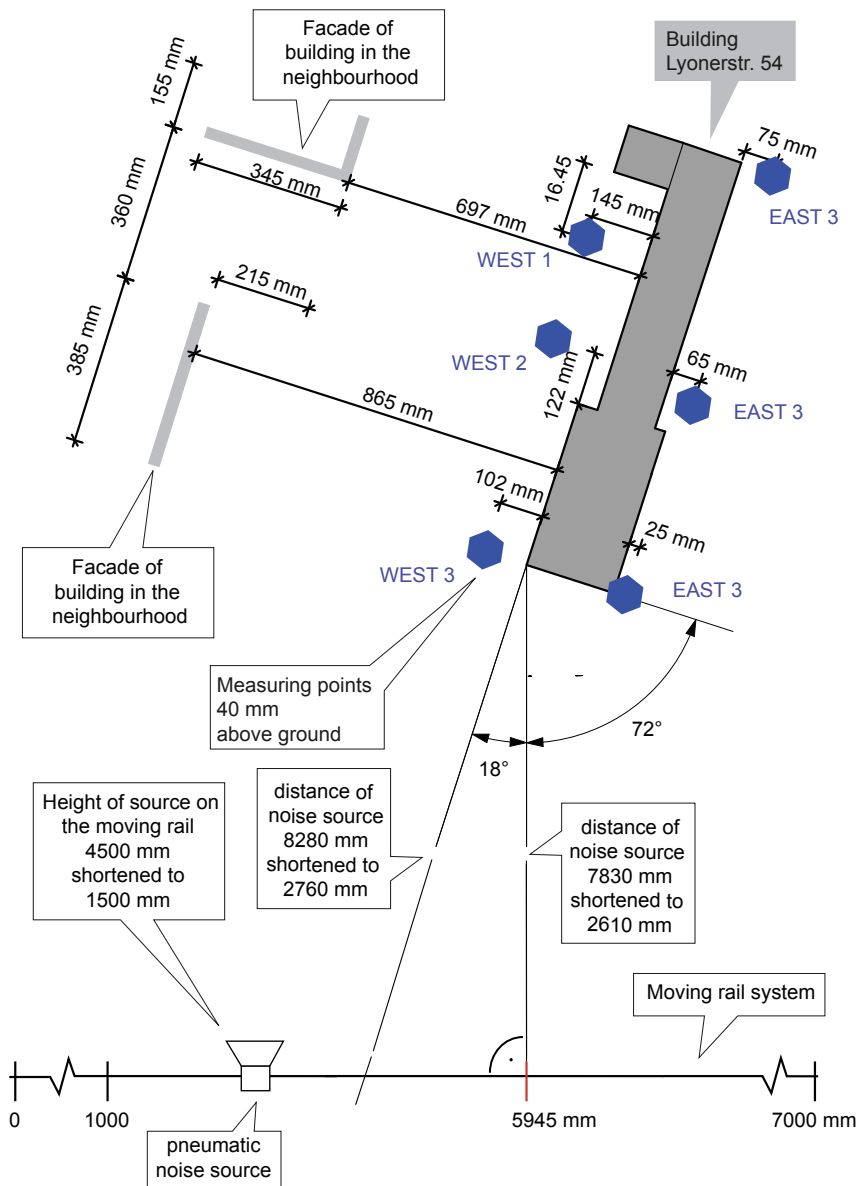 Facade of
building in the
neighbourhood
Building
Lyonerstr. 54
155 mm
75 mm
345 mm
16.45
145 mm
360 mm
697 mm
EAST 3
WEST 1
215 mm
385 mm
WEST 2
122 mm
65 mm
865 mm
EAST 3
102 mm
25 mm
Facade of
building in the
neighbourhood
WEST 3
EAST 3
Measuring points
40 mm
above ground
72°
18°
Height of source on
the moving rail
4500 mm
shortened to
1500 mm
distance of
noise source
8280 mm
shortened to
2760 mm
distance of
noise source
7830 mm
shortened to
2610 mm
Moving rail system
0
1000
5945 mm
7000 mm
pneumatic
noise source